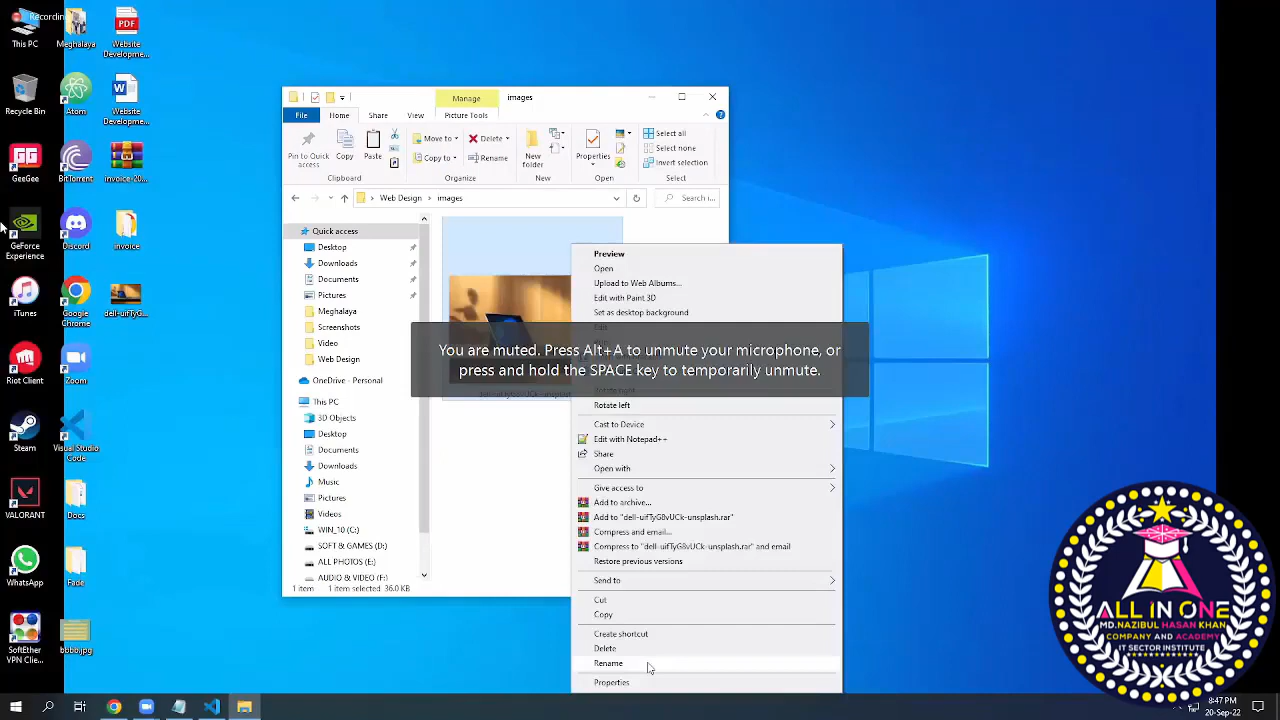 Recording
This PC
Meghalaya
Website
Developme...
Recycle Bin
Atom
Website
Developme...
GeeGee
BitTorrent
invoice-20...
GeForce
Experience
Discord
invoice
iTunes
Google
Chrome
dell-uifTyG...
Riot Client
Zoom
Steam
Visual Studio
Code
VALORANT
Docs
WhatsApp
Fade
SoftEther
VPN Clie...
bbbb.jpg
Manage
images
File
Home
Share
View
Picture Tools
Pin to Quick
access
Copy
Paste
Clipboard
Move to
Copy to
Delete
Rename
Organize
New
folder
New
Properties
Open
Select all
Select none
Invert selection
Select
Web Design
images
Search i...
Quick access
Desktop
Downloads
Documents
Pictures
Meghalaya
Screenshots
Video
Web Design
OneDrive - Personal
This PC
3D Objects
Desktop
Documents
Downloads
Music
Pictures
Videos
WIN_10 (C:)
SOFT & GAMES (D:)
ALL PHOTOS (E:)
AUDIO & VIDEO (F:)
1 item
1 item selected 36.0 KB
Preview
Open
Upload to Web Albums...
Edit with Paint 3D
Set as desktop background
Edit
You are muted. Press Alt+A to unmute your microphone, or
press and hold the SPACE key to temporarily unmute.
Rotate right
Rotate left
Cast to Device
Edit with Notepad++
Share
Open with
Give access to
Add to archive...
Add to "dell-uifTyG8vUCk-unsplash.rar"
Compress and email...
Compress to "dell-uifTyG8vUCk-unsplash.rar" and email
Restore previous versions
Send to
Cut
Copy
Create shortcut
Delete
Rename
Properties
ALL IN ONE
MD.NAZIBUL HASAN KHAN
COMPANY AND ACADEMY
IT SECTOR INSTITUTE
8:47 PM
20-Sep-22